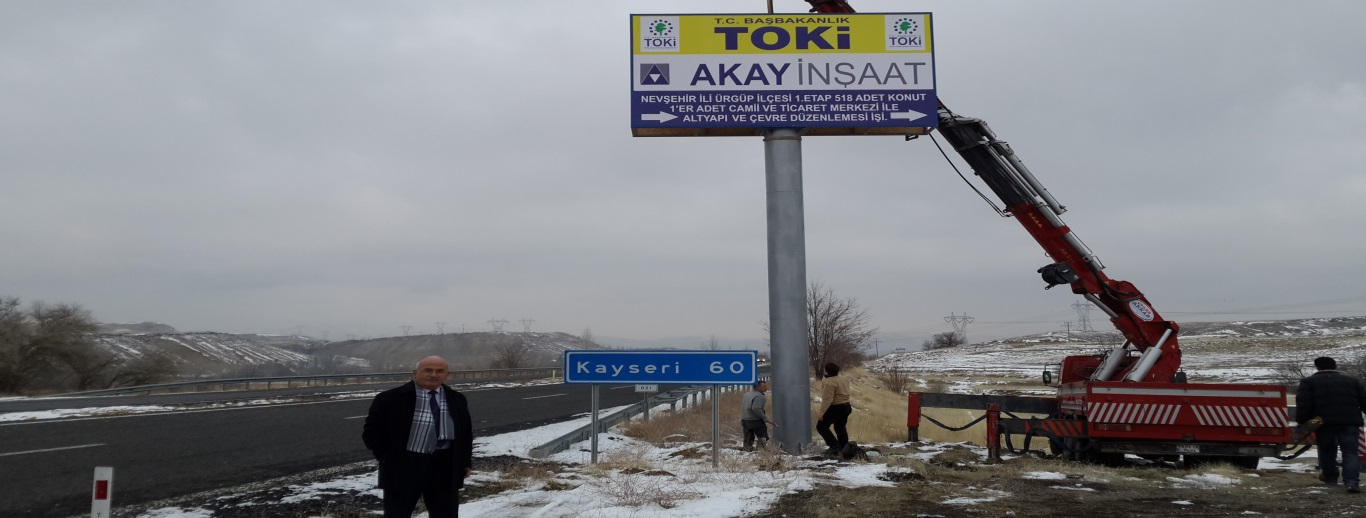 T.C. BAŞBAKANLIK
TOKİ
TOKİ
TOKİ
AKAY İNŞAAT
NEVŞEHİR İLİ ÜRGÜP İLÇESİ 1.ETAP 518 ADET KONUT
1'ER ADET CAMİİ VE TİCARET MERKEZİ İLE
ALTYAPI VE ÇEVRE DÜZENLEMESİ İŞİ.
Kayseri 60